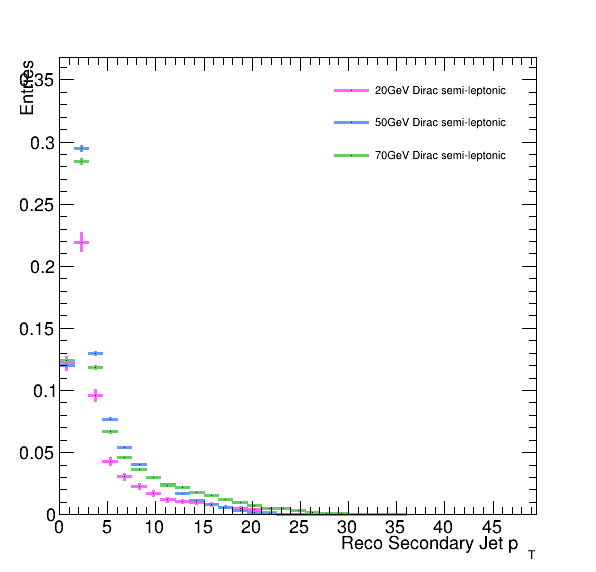 Entries
0.35
0.3
0.25
0.2
0.15
0.1
0.05
0
20GeV Dirac semi-leptonic
50GeV Dirac semi-leptonic
70GeV Dirac semi-leptonic
0 5 10 15 20 25 30 35 40 45
Reco Secondary Jet p T